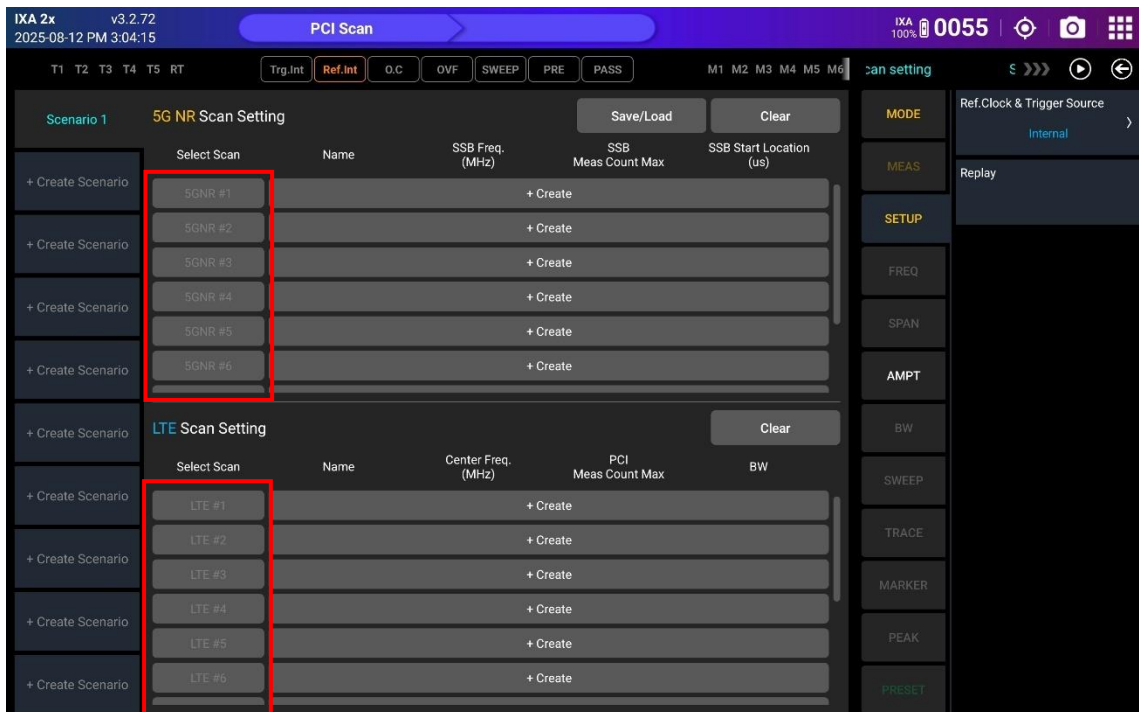 IXA 2x v3.2.72
2025-08-12 PM 3:04:15
PCI Scan
IXA 100% 0055
T1 T2 T3 T4 T5 RT Trg.Int Ref.Int O.C OVF SWEEP PRE PASS M1 M2 M3 M4 M5 M6 can setting S
Scenario 1
+ Create Scenario
+ Create Scenario
+ Create Scenario
+ Create Scenario
+ Create Scenario
+ Create Scenario
+ Create Scenario
+ Create Scenario
+ Create Scenario
5G NR Scan Setting Save/Load Clear
Select Scan Name SSB Freq. (MHz) SSB Meas Count Max SSB Start Location (us)
5GNR #1 + Create
5GNR #2 + Create
5GNR #3 + Create
5GNR #4 + Create
5GNR #5 + Create
5GNR #6 + Create
LTE Scan Setting Clear
Select Scan Name Center Freq. (MHz) PCI Meas Count Max BW
LTE #1 + Create
LTE #2 + Create
LTE #3 + Create
LTE #4 + Create
LTE #5 + Create
LTE #6 + Create
MODE
MEAS
SETUP
FREQ
SPAN
AMPT
BW
SWEEP
TRACE
MARKER
PEAK
PRESET
Ref.Clock & Trigger Source
Internal
Replay